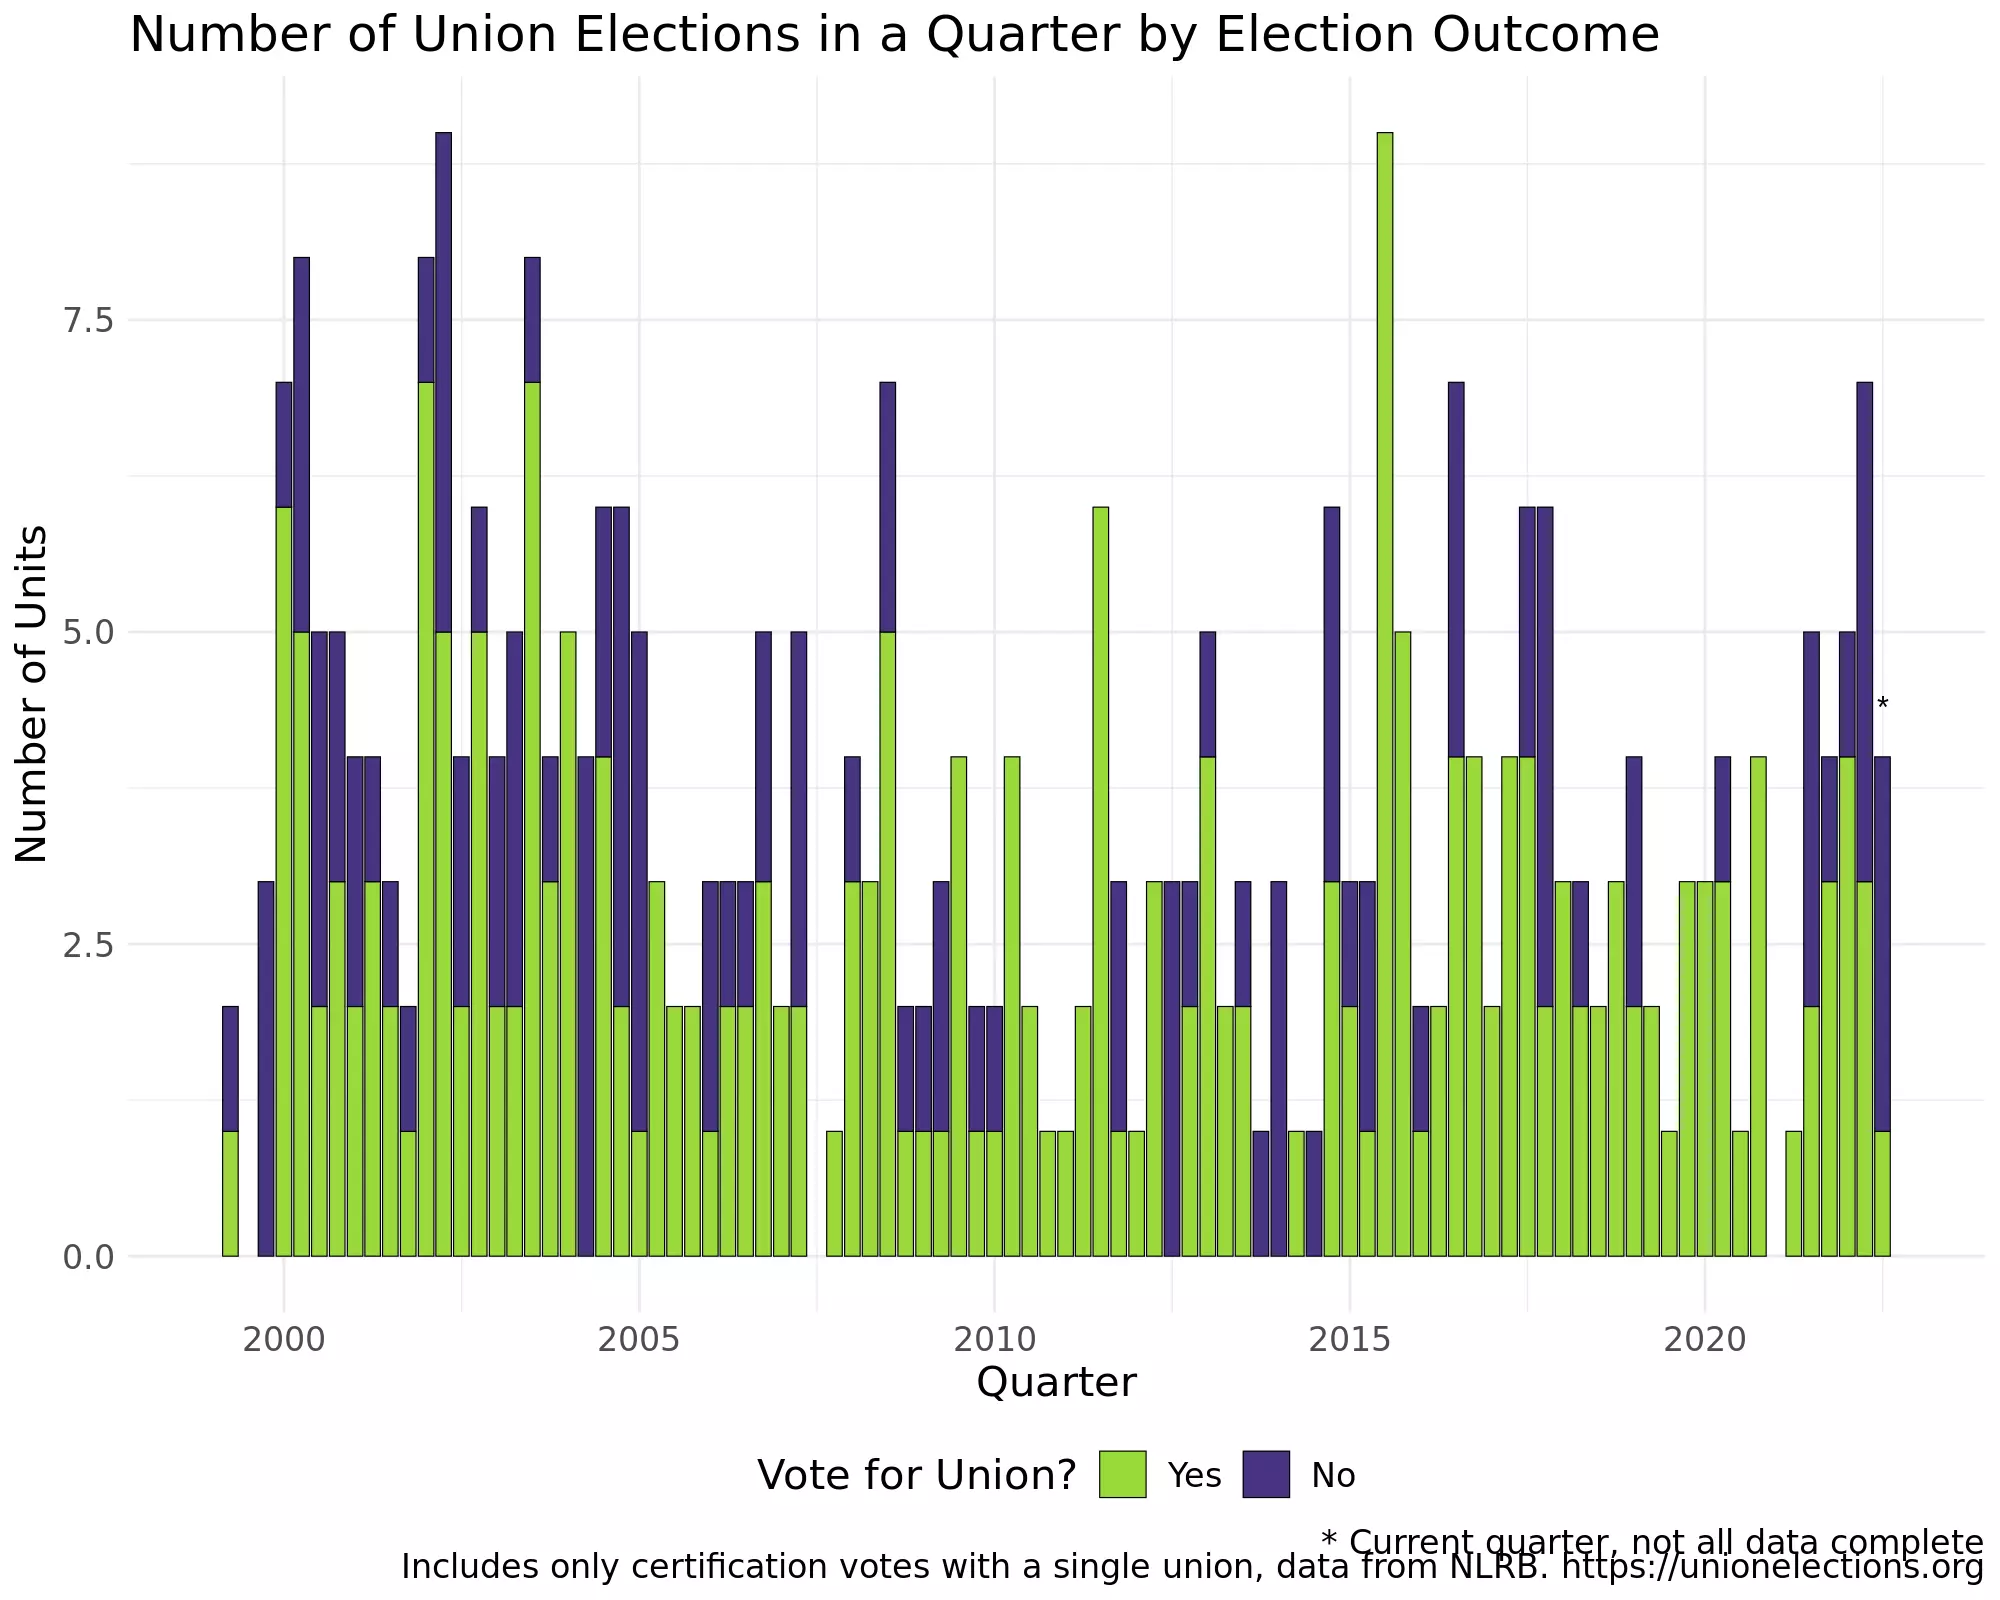 Number of Union Elections in a Quarter by Election Outcome
Number of Units
7.5
5.0
2.5
0.0
*
2000 2005 2010 2015 2020
Quarter
Vote for Union? Yes No
* Current quarter, not all data complete
Includes only certification votes with a single union, data from NLRB. https://unionelections.org